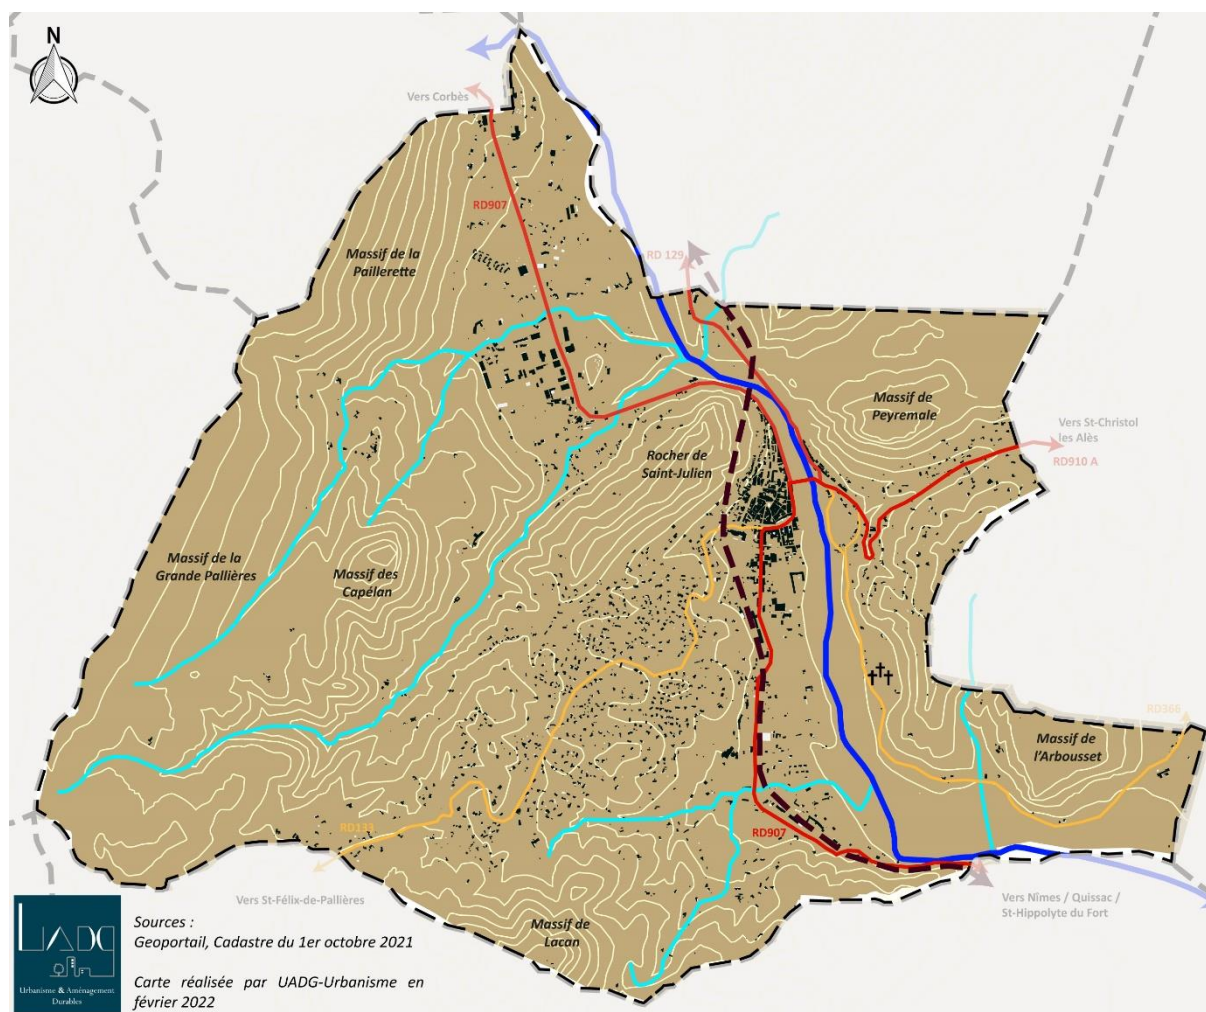 N
Vers Corbès
RD907
Massif de la
Paillerette
RD 129
Massif de
Peyremale
Vers St-Christol
les Alès
RD910 A
Rocher de
Saint-Julien
Massif de la
Grande Pallières
Massif des
Capélan
RD366
Massif de
l'Arbousset
RD133
RD907
Vers St-Félix-de-Pallières
Vers Nîmes / Quissac /
St-Hippolyte du Fort
Massif de
Lacan
UADG
Urbanisme & Aménagement
Durables
Sources :
Geoportail, Cadastre du 1er octobre 2021
Carte réalisée par UADG-Urbanisme en
février 2022